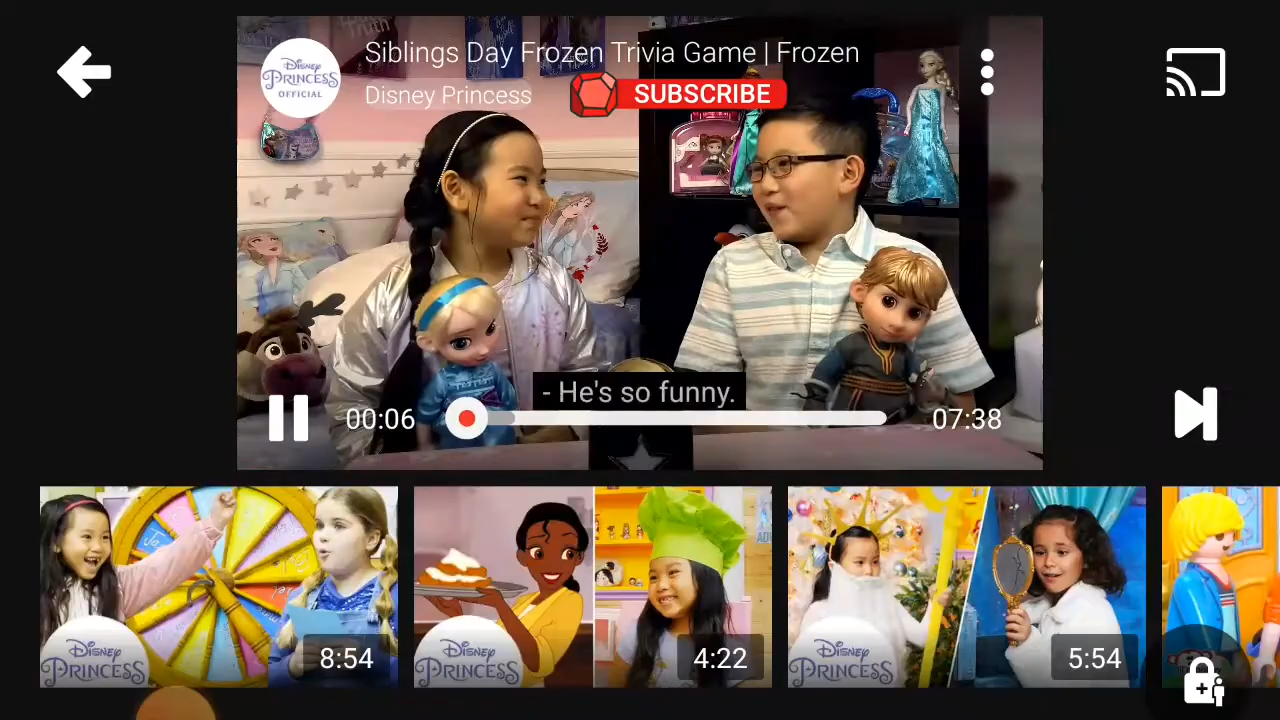 Siblings Day Frozen Trivia Game | Frozen
DISNEY
PRINCESS
OFFICIAL
Disney Princess
SUBSCRIBE
- He's so funny.
00:06
07:38
DISNEY
PRINCESS
8:54
DISNEY
PRINCESS
4:22
DISNEY
PRINCESS
5:54